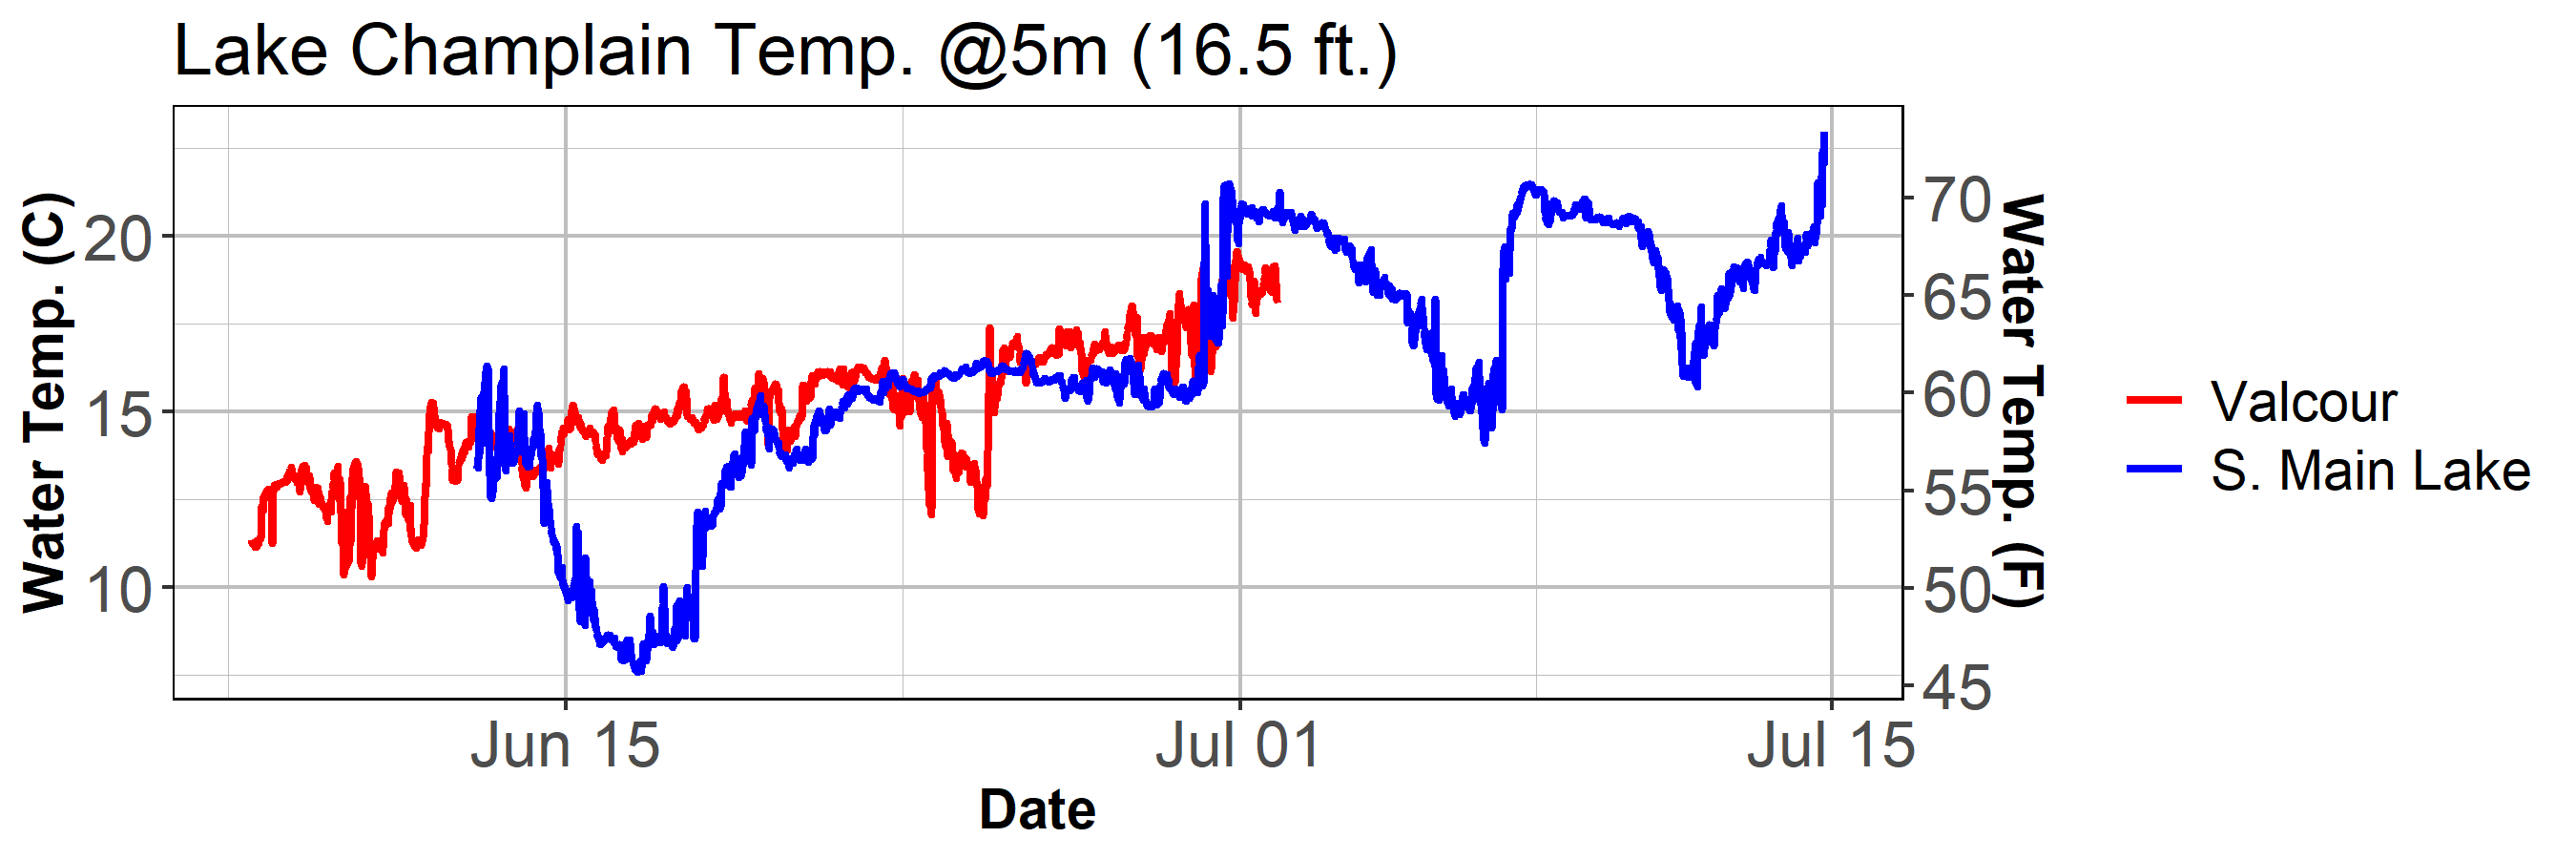 Lake Champlain Temp. @5m (16.5 ft.)
Water Temp. (C)
20
15
10
70
65
60
55
50
45
Water Temp. (F)
Jun 15
Jul 01
Jul 15
Date
Valcour
S. Main Lake